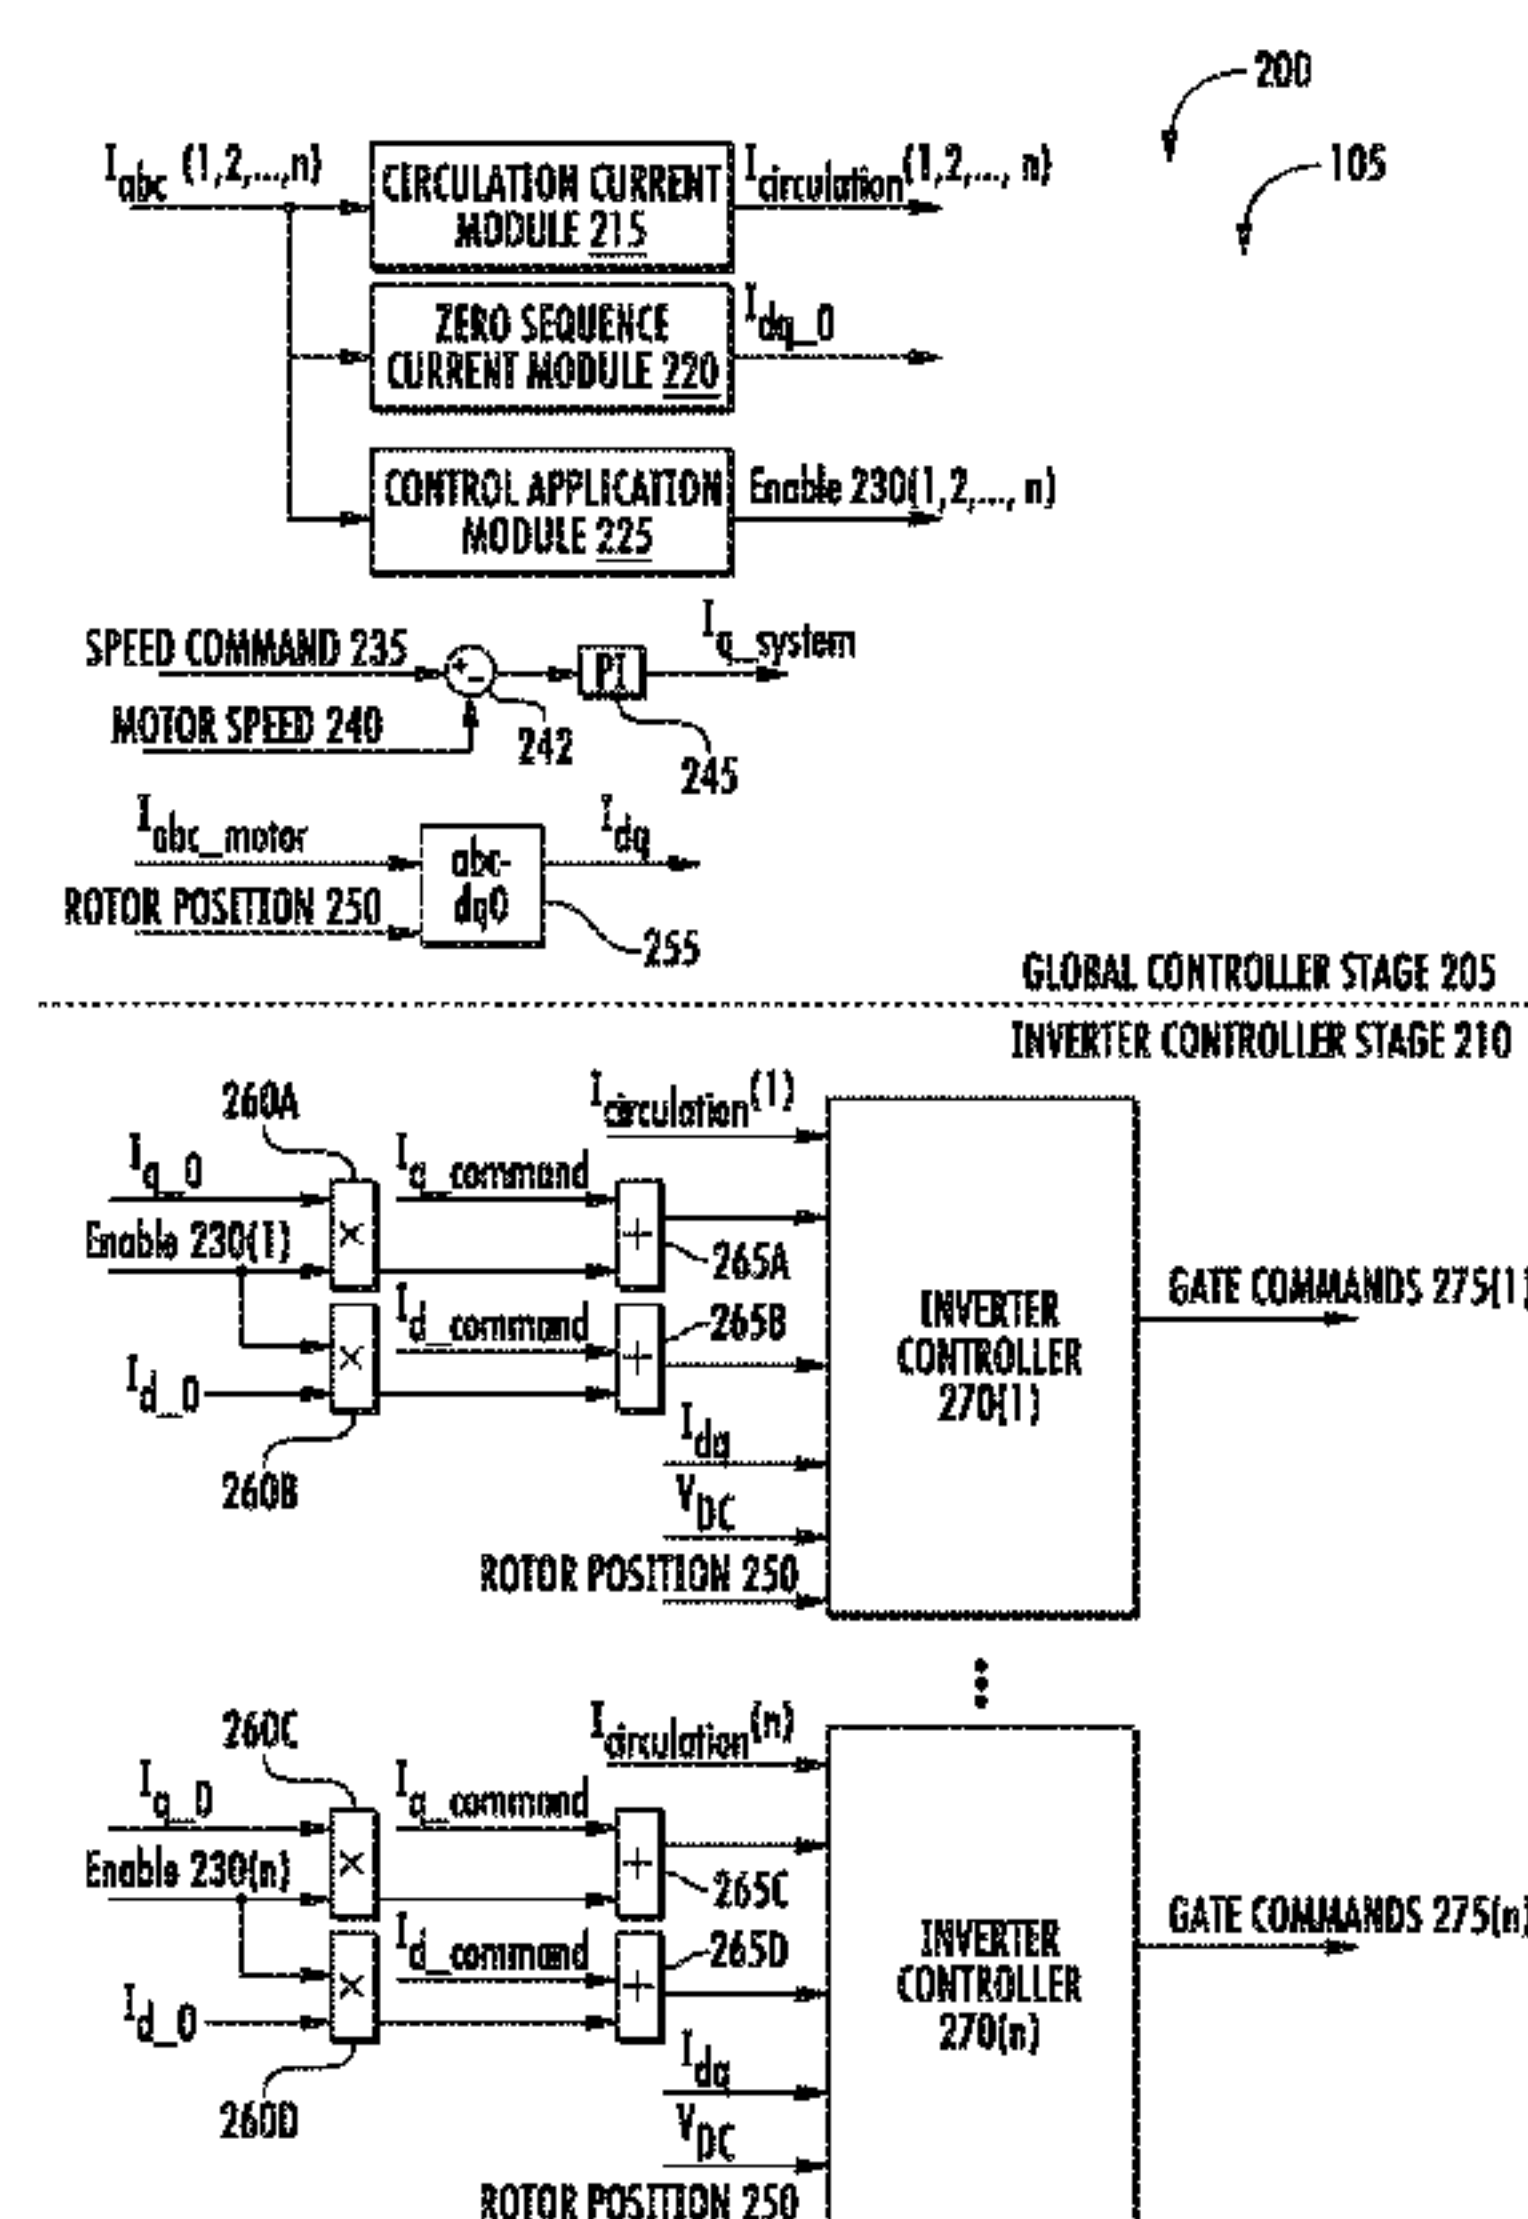 200
105
I_abc (1,2,...,n)
CIRCULATION CURRENT
MODULE 215
I_circulation(1,2,..., n)
ZERO SEQUENCE
CURRENT MODULE 220
I_dq_0
CONTROL APPLICATION
MODULE 225
Enable 230(1,2,..., n)
SPEED COMMAND 235
+
-
PI
I_q_system
MOTOR SPEED 240
242
245
I_abc_motor
abc-
dq0
I_dq
ROTOR POSITION 250
255
GLOBAL CONTROLLER STAGE 205
INVERTER CONTROLLER STAGE 210
260A
I_circulation(1)
I_q_0
×
I_q_command
+
Enable 230(1)
265A
I_d_command
265B
×
+
I_d_0
260B
I_dq
V_DC
ROTOR POSITION 250
INVERTER
CONTROLLER
270(1)
GATE COMMANDS 275(1)
260C
I_circulation(n)
I_q_0
×
I_q_command
+
Enable 230(n)
265C
I_d_command
265D
×
+
I_d_0
260D
I_dq
V_DC
ROTOR POSITION 250
INVERTER
CONTROLLER
270(n)
GATE COMMANDS 275(n)